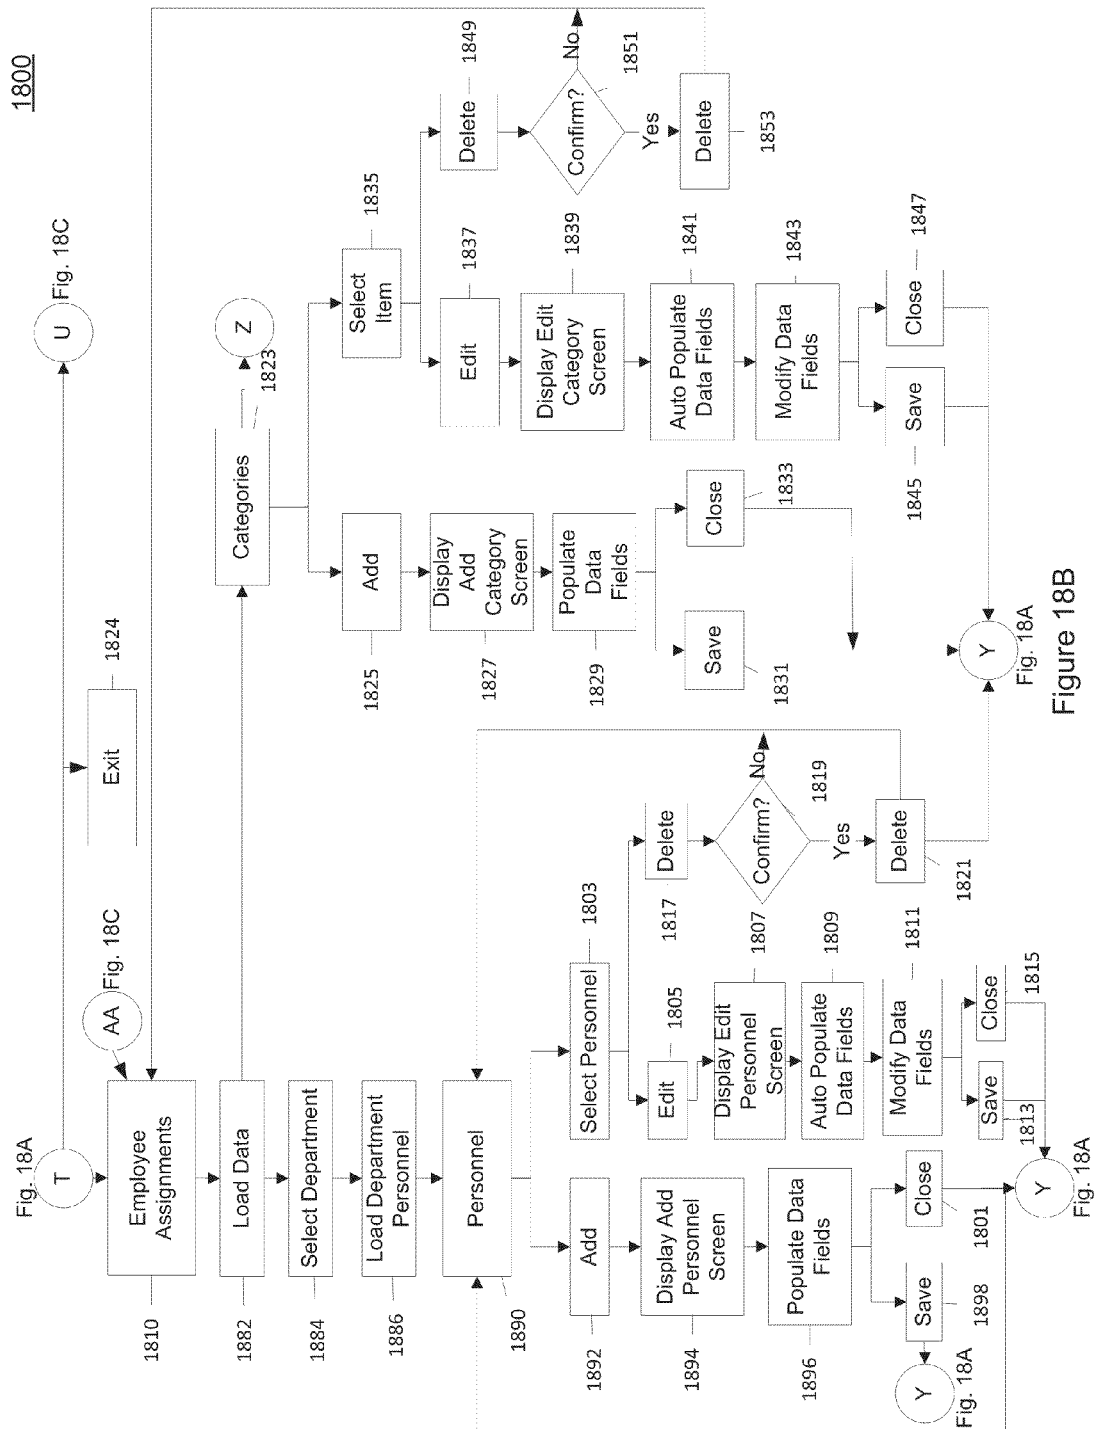 1800
Fig. 18A
T
AA
Fig. 18C
Exit
1824
U
Fig. 18C
Employee
Assignments
1810
Load Data
1882
Categories
1823
Z
Select Department
1884
Load Department
Personnel
1886
Personnel
1890
Add
1892
Display Add
Personnel
Screen
1894
Populate Data
Fields
1896
Save
1898
Close
1801
Y
Fig. 18A
Select Personnel
1803
Edit
1805
Display Edit
Personnel
Screen
1807
Auto Populate
Data Fields
1809
Modify Data
Fields
1811
Save
1813
Close
1815
Y
Fig. 18A
Delete
1817
Confirm?
1819
No
Yes
Delete
1821
Add
1825
Display
Add
Category
Screen
1827
Populate
Data
Fields
1829
Save
1831
Close
1833
Select
Item
1835
Edit
1837
Display Edit
Category
Screen
1839
Auto Populate
Data Fields
1841
Modify Data
Fields
1843
Save
1845
Close
1847
Delete
1849
Confirm?
1851
No
Yes
Delete
1853
Y
Fig. 18A
Figure 18B